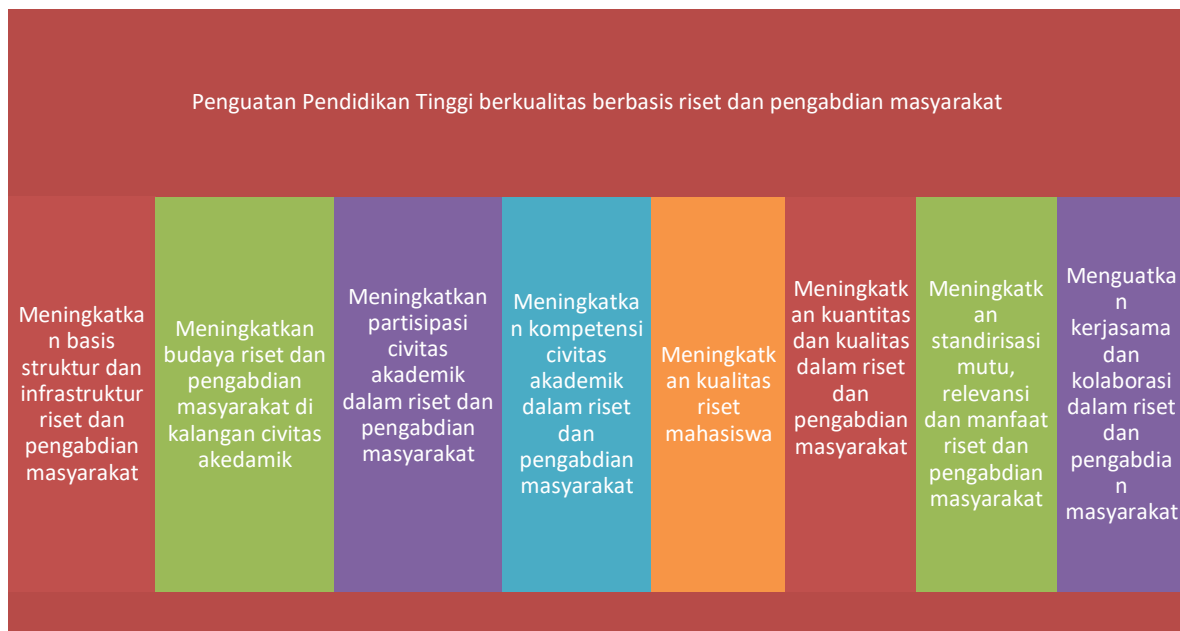 Penguatan Pendidikan Tinggi berkualitas berbasis riset dan pengabdian masyarakat
Meningkatka
n basis
struktur dan
infrastruktur
riset dan
pengabdian
masyarakat
Meningkatkan
budaya riset dan
pengabdian
masyarakat di
kalangan civitas
akedamik
Meningkatkan
partisipasi
civitas
akademik
dalam riset dan
pengabdian
masyarakat
Meningkatka
n kompetensi
civitas
akademik
dalam riset
dan
pengabdian
masyarakat
Meningkatk
an kualitas
riset
mahasiswa
Meningkatk
an kuantitas
dan kualitas
dalam riset
dan
pengabdian
masyarakat
Meningkatk
an
standirisasi
mutu,
relevansi
dan manfaat
riset dan
pengabdian
masyarakat
Menguatka
n
kerjasama
dan
kolaborasi
dalam riset
dan
pengabdia
n
masyarakat